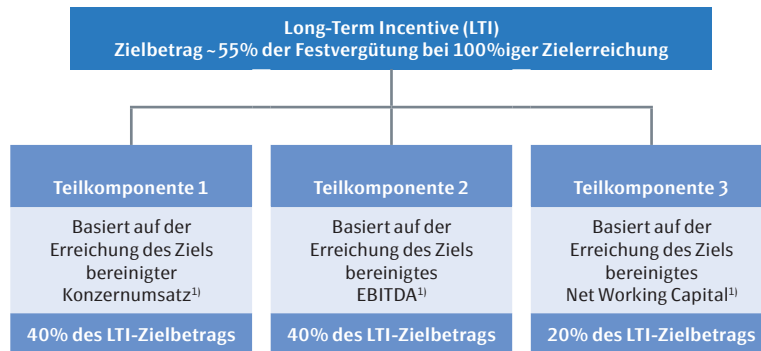 Long-Term Incentive (LTI)
Zielbetrag ~55% der Festvergütung bei 100%iger Zielerreichung
Teilkomponente 1
Basiert auf der
Erreichung des Ziels
bereinigter
Konzernumsatz¹⁾
40% des LTI-Zielbetrags
Teilkomponente 2
Basiert auf der
Erreichung des Ziels
bereinigtes
EBITDA¹⁾
40% des LTI-Zielbetrags
Teilkomponente 3
Basiert auf der
Erreichung des Ziels
bereinigtes
Net Working Capital¹⁾
20% des LTI-Zielbetrags